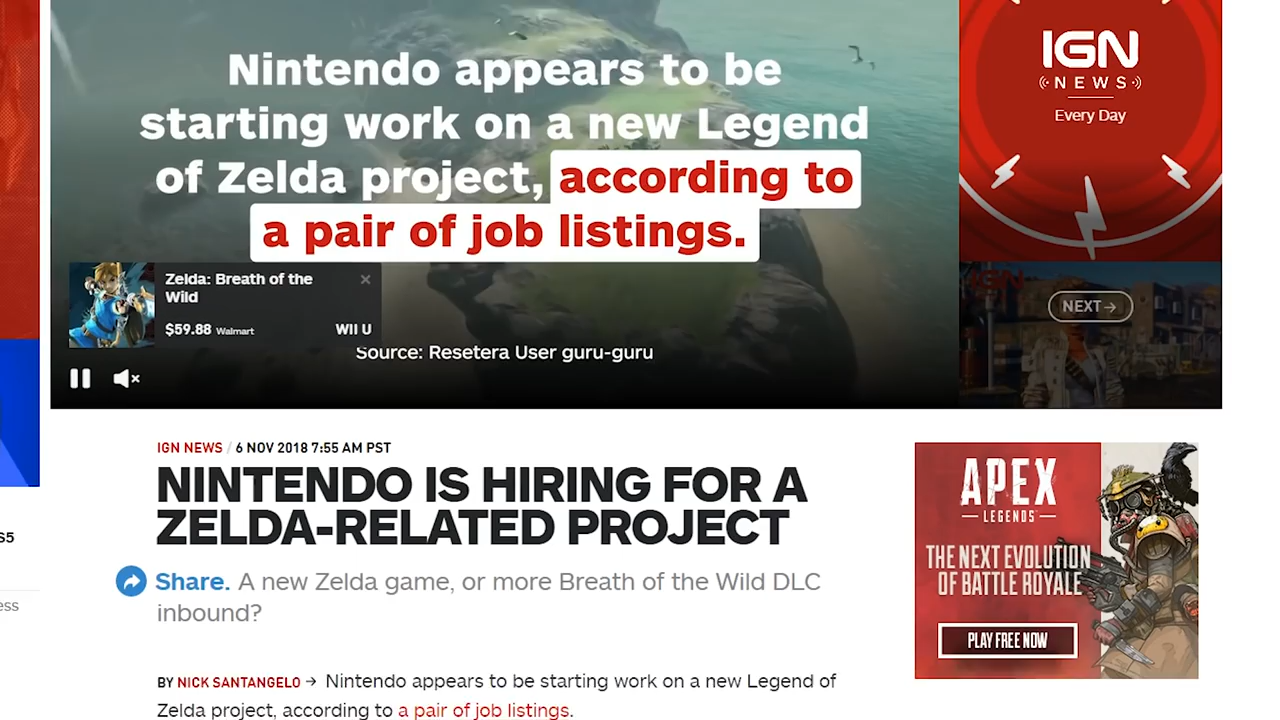 Nintendo appears to be
starting work on a new Legend
of Zelda project, according to
a pair of job listings.
Zelda: Breath of the
Wild
$59.88 Walmart
WII U
Source: Resetera User guru-guru
IGN
NEWS
Every Day
IGN
NEXT→
IGN NEWS / 6 NOV 2018 7:55 AM PST
NINTENDO IS HIRING FOR A
ZELDA-RELATED PROJECT
Share. A new Zelda game, or more Breath of the Wild DLC
inbound?
BY NICK SANTANGELO → Nintendo appears to be starting work on a new Legend of
Zelda project, according to a pair of job listings.
APEX
LEGENDS
THE NEXT EVOLUTION
OF BATTLE ROYALE
PLAY FREE NOW